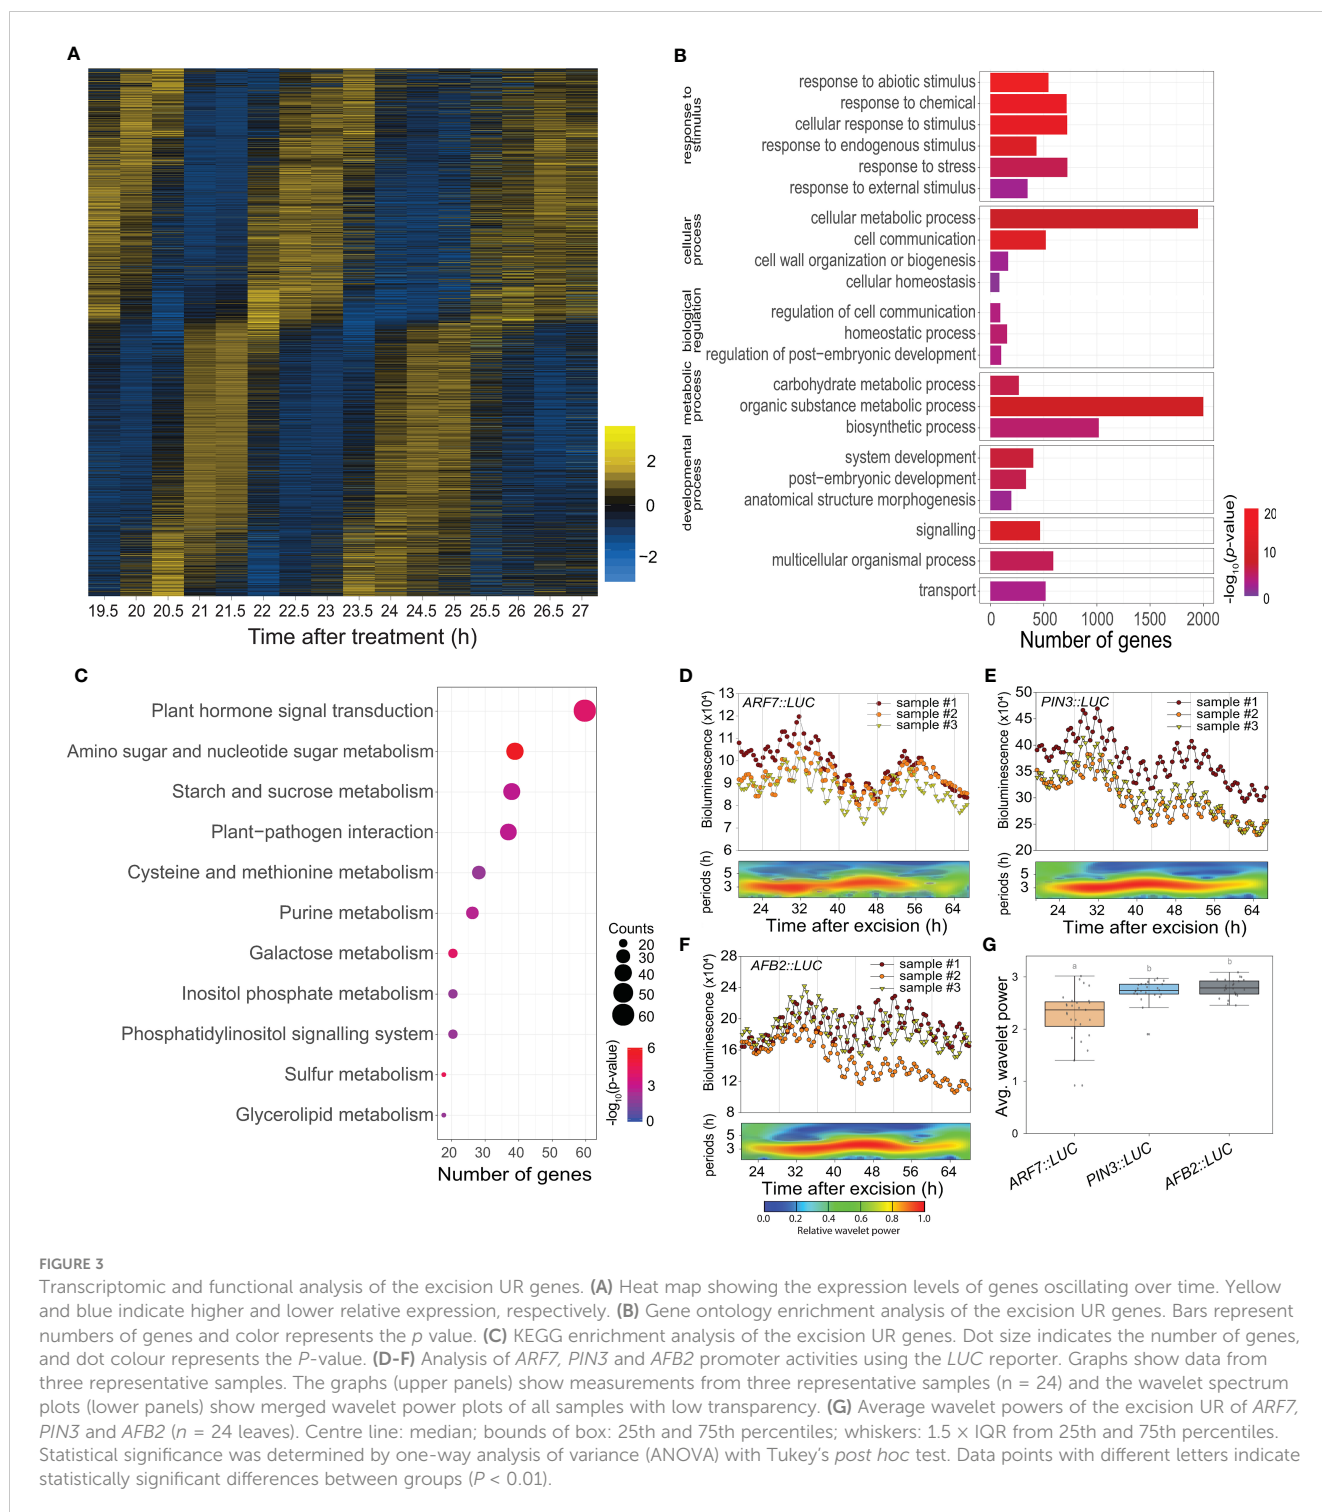 A
19.5 20 20.5 21 21.5 22 22.5 23 23.5 24 24.5 25 25.5 26 26.5 27
Time after treatment (h)
2
0
−2
B
response to
stimulus
response to abiotic stimulus
response to chemical
cellular response to stimulus
response to endogenous stimulus
response to stress
response to external stimulus
cellular
process
cellular metabolic process
cell communication
cell wall organization or biogenesis
cellular homeostasis
biological
regulation
regulation of cell communication
homeostatic process
regulation of post−embryonic development
metabolic
process
carbohydrate metabolic process
organic substance metabolic process
biosynthetic process
developmental
process
system development
post−embryonic development
anatomical structure morphogenesis
signalling
multicellular organismal process
transport
0 500 1000 1500 2000
Number of genes
-log10(p-value)
20
10
0
C
Plant hormone signal transduction
Amino sugar and nucleotide sugar metabolism
Starch and sucrose metabolism
Plant−pathogen interaction
Cysteine and methionine metabolism
Purine metabolism
Galactose metabolism
Inositol phosphate metabolism
Phosphatidylinositol signalling system
Sulfur metabolism
Glycerolipid metabolism
20 30 40 50 60
Number of genes
Counts
20
30
40
50
60
-log10(p-value)
6
3
0
D
ARF7::LUC
sample #1
sample #2
sample #3
Bioluminescence (x10⁴)
13
12
11
10
9
8
7
6
periods (h)
5
3
24 32 40 48 56 64
Time after excision (h)
E
PIN3::LUC
sample #1
sample #2
sample #3
Bioluminescence (x10⁴)
50
45
40
35
30
25
20
periods (h)
5
3
24 32 40 48 56 64
Time after excision (h)
F
AFB2::LUC
sample #1
sample #2
sample #3
Bioluminescence (x10⁴)
28
24
20
16
12
8
periods (h)
5
3
24 32 40 48 56 64
Time after excision (h)
0.0 0.2 0.4 0.6 0.8 1.0
Relative wavelet power
G
a b b
Avg. wavelet power
3
2
1
0
ARF7::LUC PIN3::LUC AFB2::LUC
FIGURE 3
Transcriptomic and functional analysis of the excision UR genes. (A) Heat map showing the expression levels of genes oscillating over time. Yellow
and blue indicate higher and lower relative expression, respectively. (B) Gene ontology enrichment analysis of the excision UR genes. Bars represent
numbers of genes and color represents the p value. (C) KEGG enrichment analysis of the excision UR genes. Dot size indicates the number of genes,
and dot colour represents the P-value. (D-F) Analysis of ARF7, PIN3 and AFB2 promoter activities using the LUC reporter. Graphs show data from
three representative samples. The graphs (upper panels) show measurements from three representative samples (n = 24) and the wavelet spectrum
plots (lower panels) show merged wavelet power plots of all samples with low transparency. (G) Average wavelet powers of the excision UR of ARF7,
PIN3 and AFB2 (n = 24 leaves). Centre line: median; bounds of box: 25th and 75th percentiles; whiskers: 1.5 × IQR from 25th and 75th percentiles.
Statistical significance was determined by one-way analysis of variance (ANOVA) with Tukey's post hoc test. Data points with different letters indicate
statistically significant differences between groups (P < 0.01).